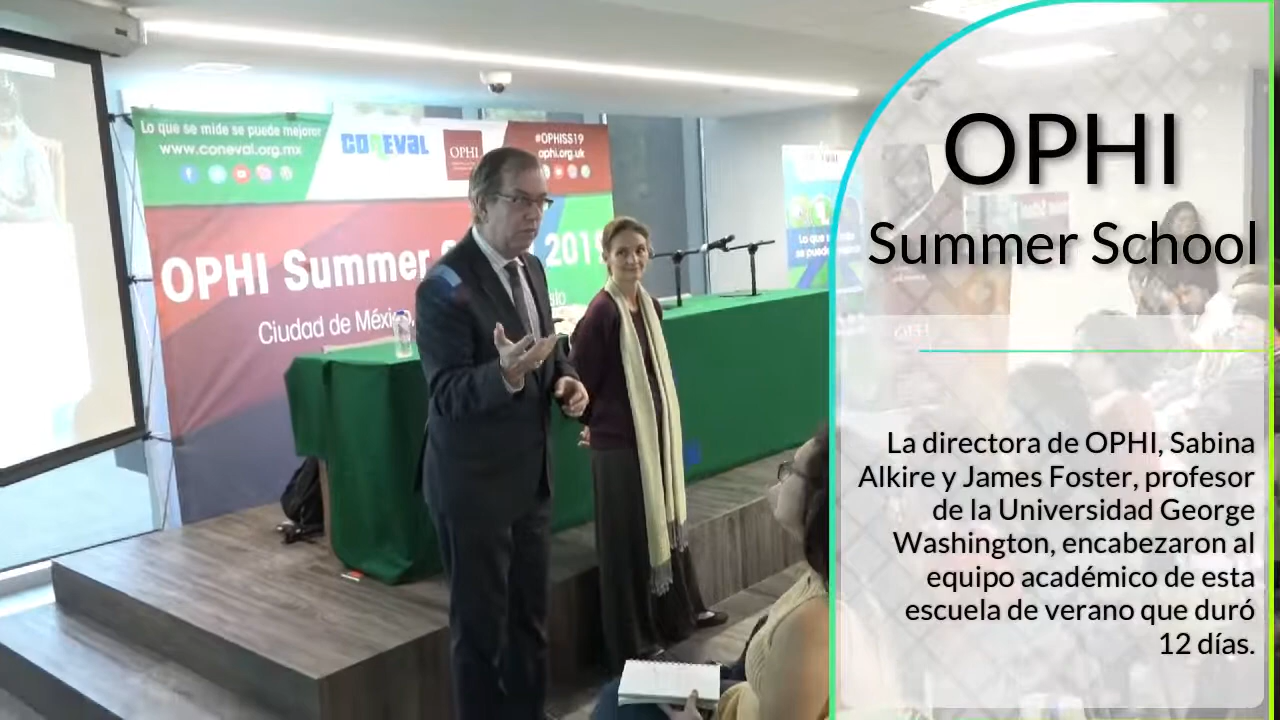 Lo que se mide se puede mejorar
www.coneval.org.mx
CONEVAL
OPHI
#OPHISS19
ophi.org.uk
OPHI Summer 2019
Ciudad de México,
OPHI
Summer School
La directora de OPHI, Sabina
Alkire y James Foster, profesor
de la Universidad George
Washington, encabezaron al
equipo académico de esta
escuela de verano que duró
12 días.